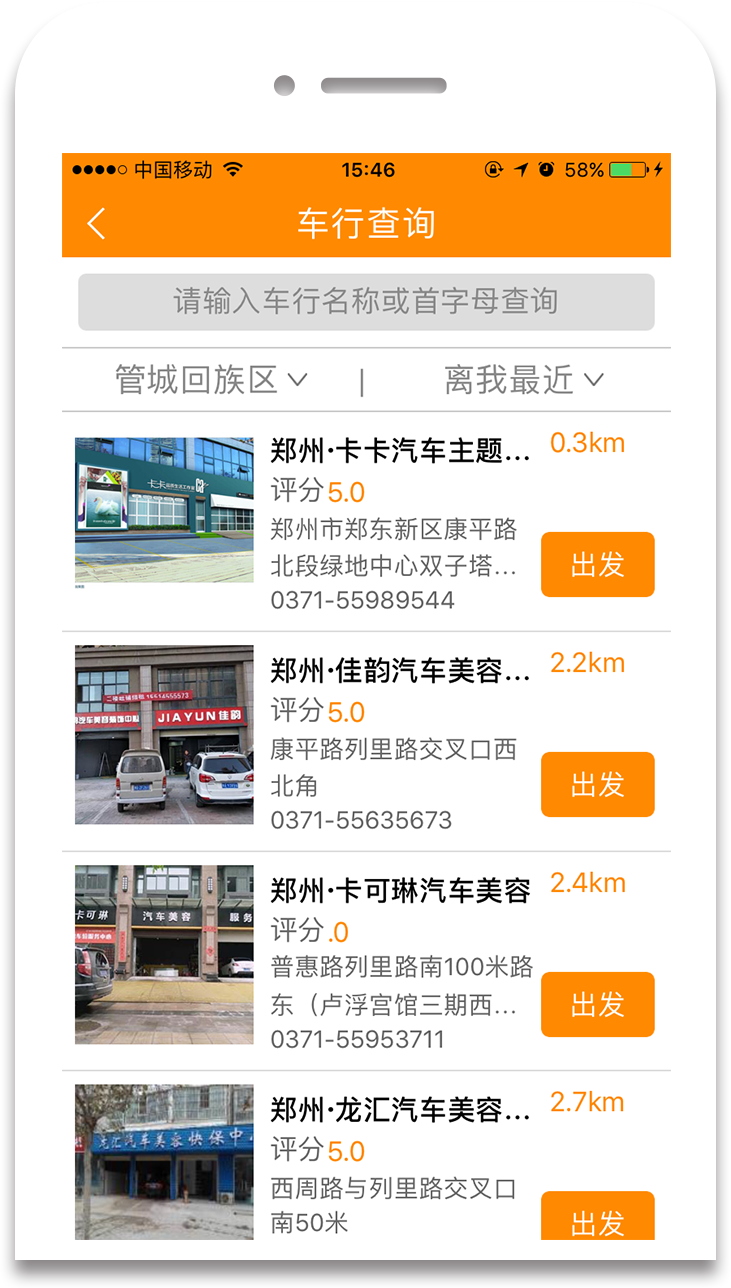 中国移动
15:46
58%
车行查询
请输入车行名称或首字母查询
管城回族区
|
离我最近
郑州·卡卡汽车主题...
0.3km
评分5.0
郑州市郑东新区康平路
北段绿地中心双子塔...
0371-55989544
出发
卡卡
郑州·佳韵汽车美容...
2.2km
评分5.0
康平路列里路交叉口西
北角
0371-55635673
出发
JIAYUN佳韵
郑州·卡可琳汽车美容
2.4km
评分.0
普惠路列里路南100米路
东（卢浮宫馆三期西...
0371-55953711
出发
卡可琳
汽车美容
服务
郑州·龙汇汽车美容...
2.7km
评分5.0
西周路与列里路交叉口
南50米
出发
龙汇汽车美容快保中心